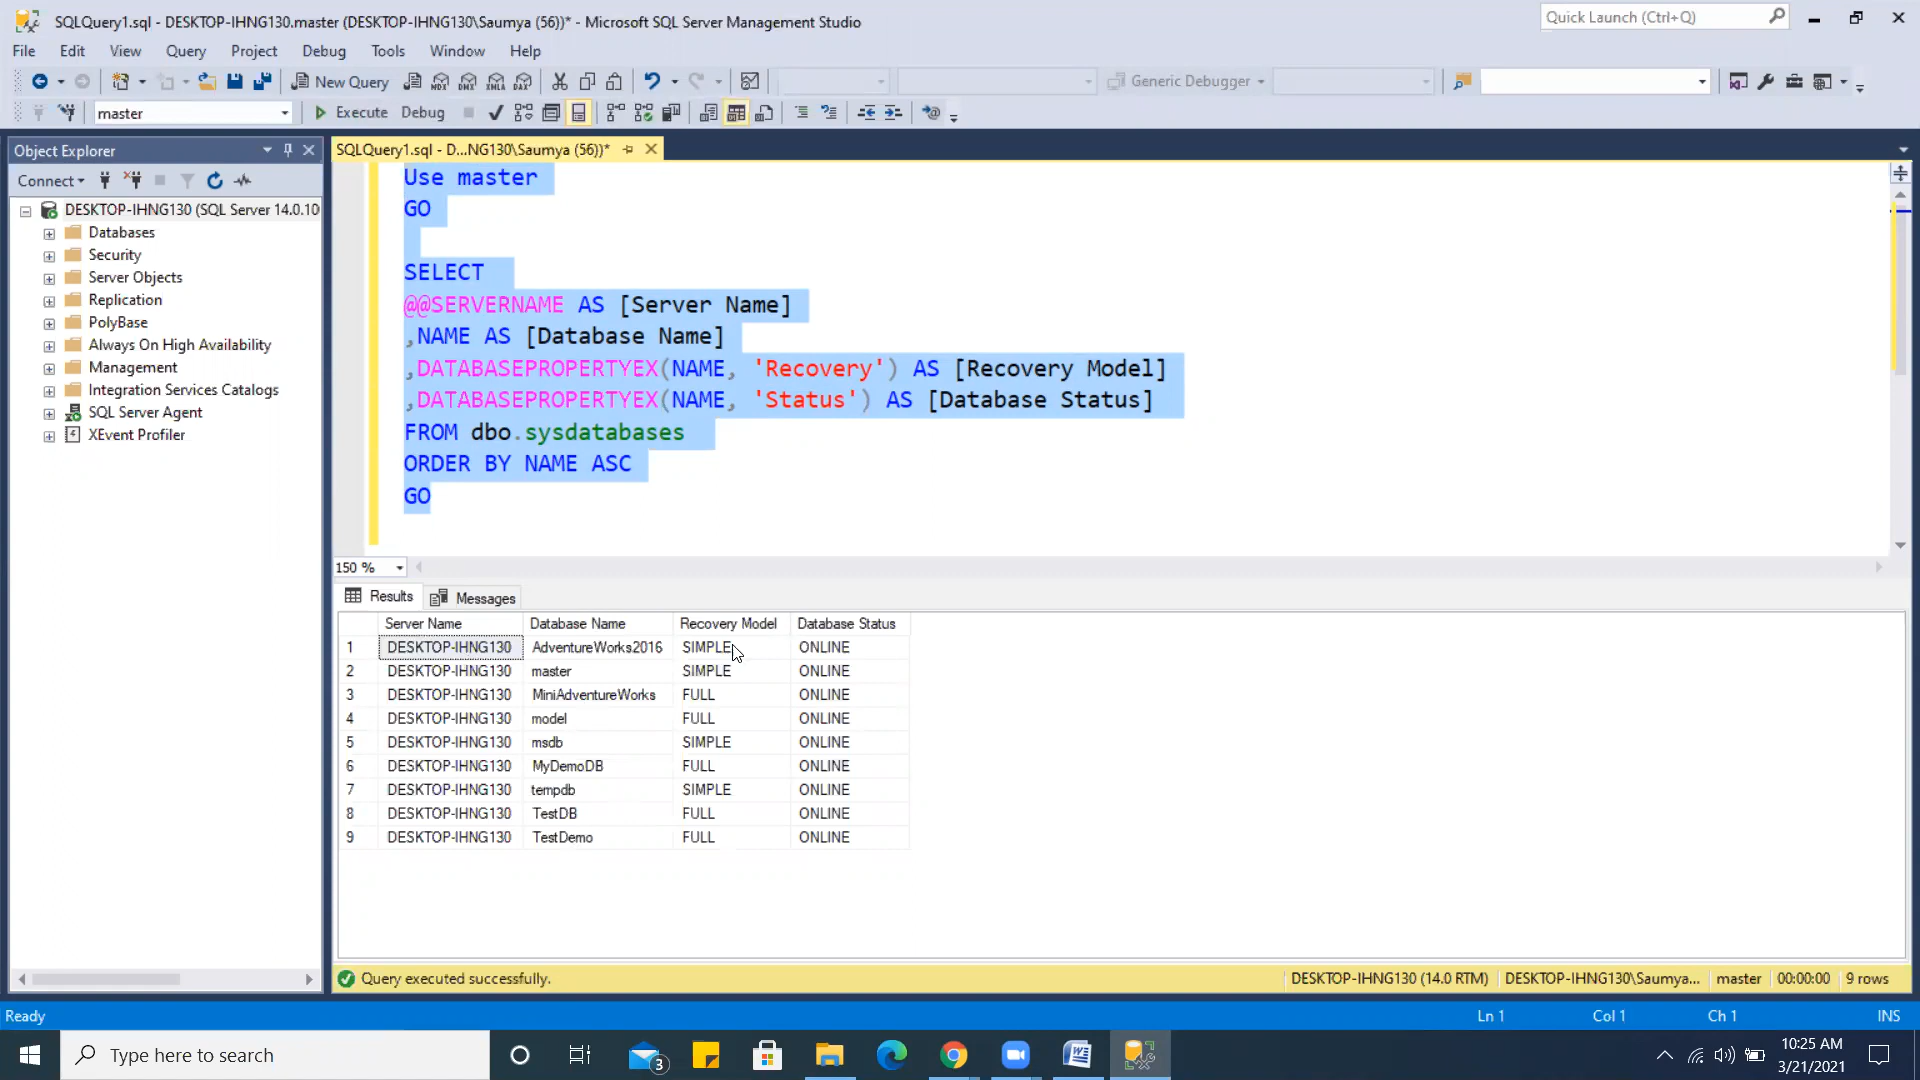 SQLQuery1.sql - DESKTOP-IHNG130.master (DESKTOP-IHNG130\Saumya (56))* - Microsoft SQL Server Management Studio
Quick Launch (Ctrl+Q)
File Edit View Query Project Debug Tools Window Help
New Query MDX DMX XMLA DAX Generic Debugger
master Execute Debug
Object Explorer
SQLQuery1.sql - D...NG130\Saumya (56))*
Connect
DESKTOP-IHNG130 (SQL Server 14.0.10
Databases
Security
Server Objects
Replication
PolyBase
Always On High Availability
Management
Integration Services Catalogs
SQL Server Agent
XEvent Profiler
Use master
GO
SELECT
@@SERVERNAME AS [Server Name]
,NAME AS [Database Name]
,DATABASEPROPERTYEX(NAME, 'Recovery') AS [Recovery Model]
,DATABASEPROPERTYEX(NAME, 'Status') AS [Database Status]
FROM dbo.sysdatabases
ORDER BY NAME ASC
GO
150 %
Results Messages
Server Name Database Name Recovery Model Database Status
1 DESKTOP-IHNG130 AdventureWorks2016 SIMPLE ONLINE
2 DESKTOP-IHNG130 master SIMPLE ONLINE
3 DESKTOP-IHNG130 MiniAdventureWorks FULL ONLINE
4 DESKTOP-IHNG130 model FULL ONLINE
5 DESKTOP-IHNG130 msdb SIMPLE ONLINE
6 DESKTOP-IHNG130 MyDemoDB FULL ONLINE
7 DESKTOP-IHNG130 tempdb SIMPLE ONLINE
8 DESKTOP-IHNG130 TestDB FULL ONLINE
9 DESKTOP-IHNG130 TestDemo FULL ONLINE
Query executed successfully. DESKTOP-IHNG130 (14.0 RTM) DESKTOP-IHNG130\Saumya... master 00:00:00 9 rows
Ready Ln 1 Col 1 Ch 1 INS
Type here to search 3
10:25 AM
3/21/2021